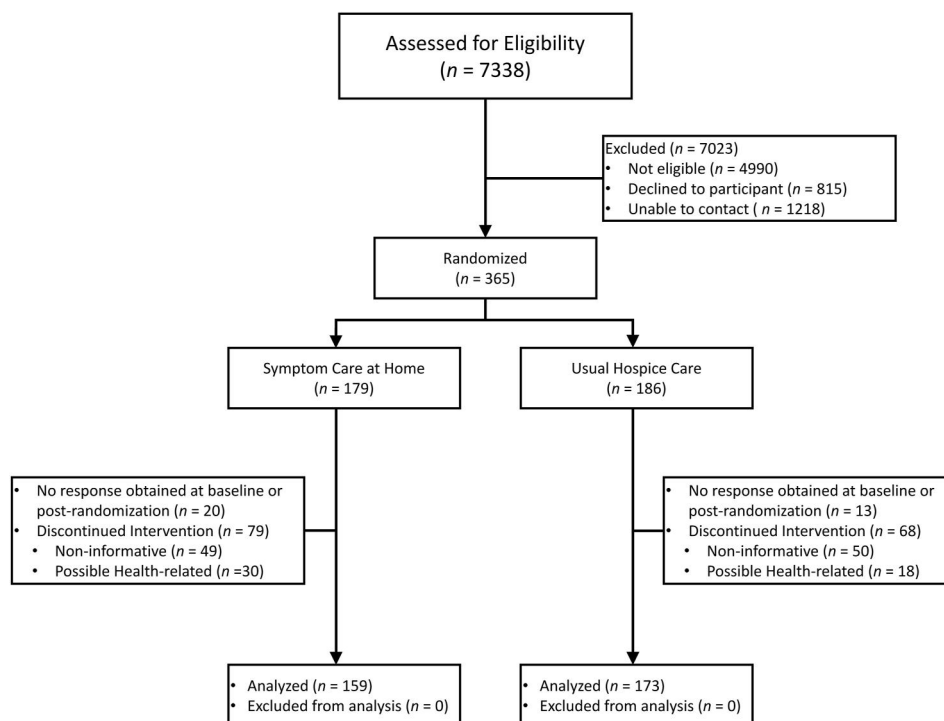 Assessed for Eligibility
(n = 7338)
Excluded (n = 7023)
• Not eligible (n = 4990)
• Declined to participant (n = 815)
• Unable to contact ( n = 1218)
Randomized
(n = 365)
Symptom Care at Home
(n = 179)
Usual Hospice Care
(n = 186)
• No response obtained at baseline or
post-randomization (n = 20)
• Discontinued Intervention (n = 79)
• Non-informative (n = 49)
• Possible Health-related (n =30)
• No response obtained at baseline or
post-randomization (n = 13)
• Discontinued Intervention (n = 68)
• Non-informative (n = 50)
• Possible Health-related (n = 18)
• Analyzed (n = 159)
• Excluded from analysis (n = 0)
• Analyzed (n = 173)
• Excluded from analysis (n = 0)